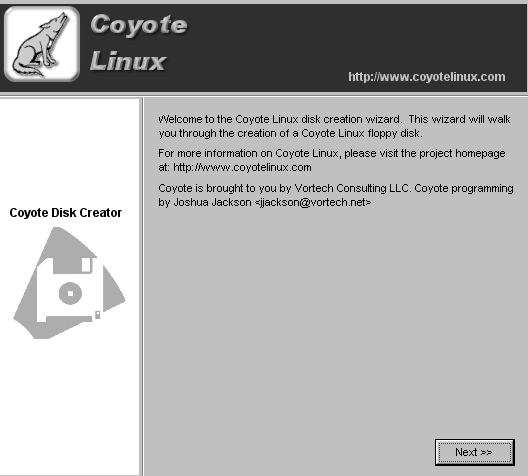 Coyote
Linux
http://www.coyotelinux.com
Welcome to the Coyote Linux disk creation wizard.  This wizard will walk
you through the creation of a Coyote Linux floppy disk.
For more information on Coyote Linux, please visit the project homepage
at: http://www.coyotelinux.com
Coyote is brought to you by Vortech Consulting LLC. Coyote programming
by Joshua Jackson <jjackson@vortech.net>
Coyote Disk Creator
Next >>